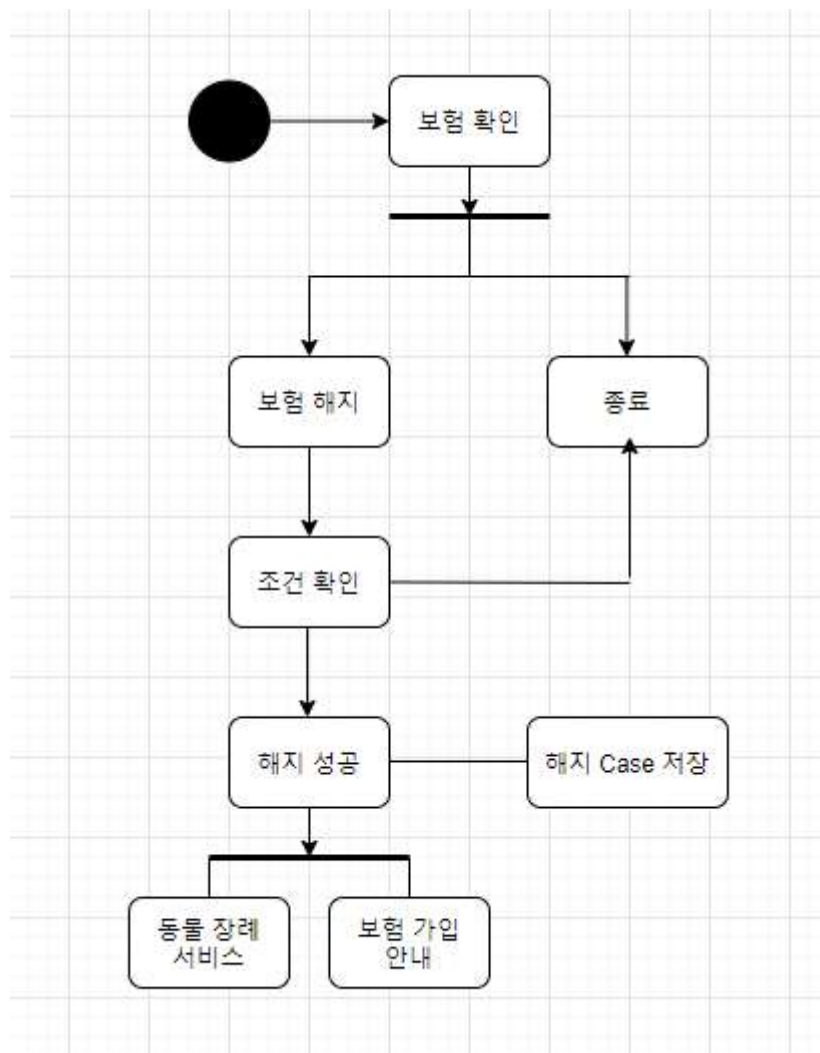 보험 확인
보험 해지
종료
조건 확인
해지 성공
해지 Case 저장
동물 장례
서비스
보험 가입
안내